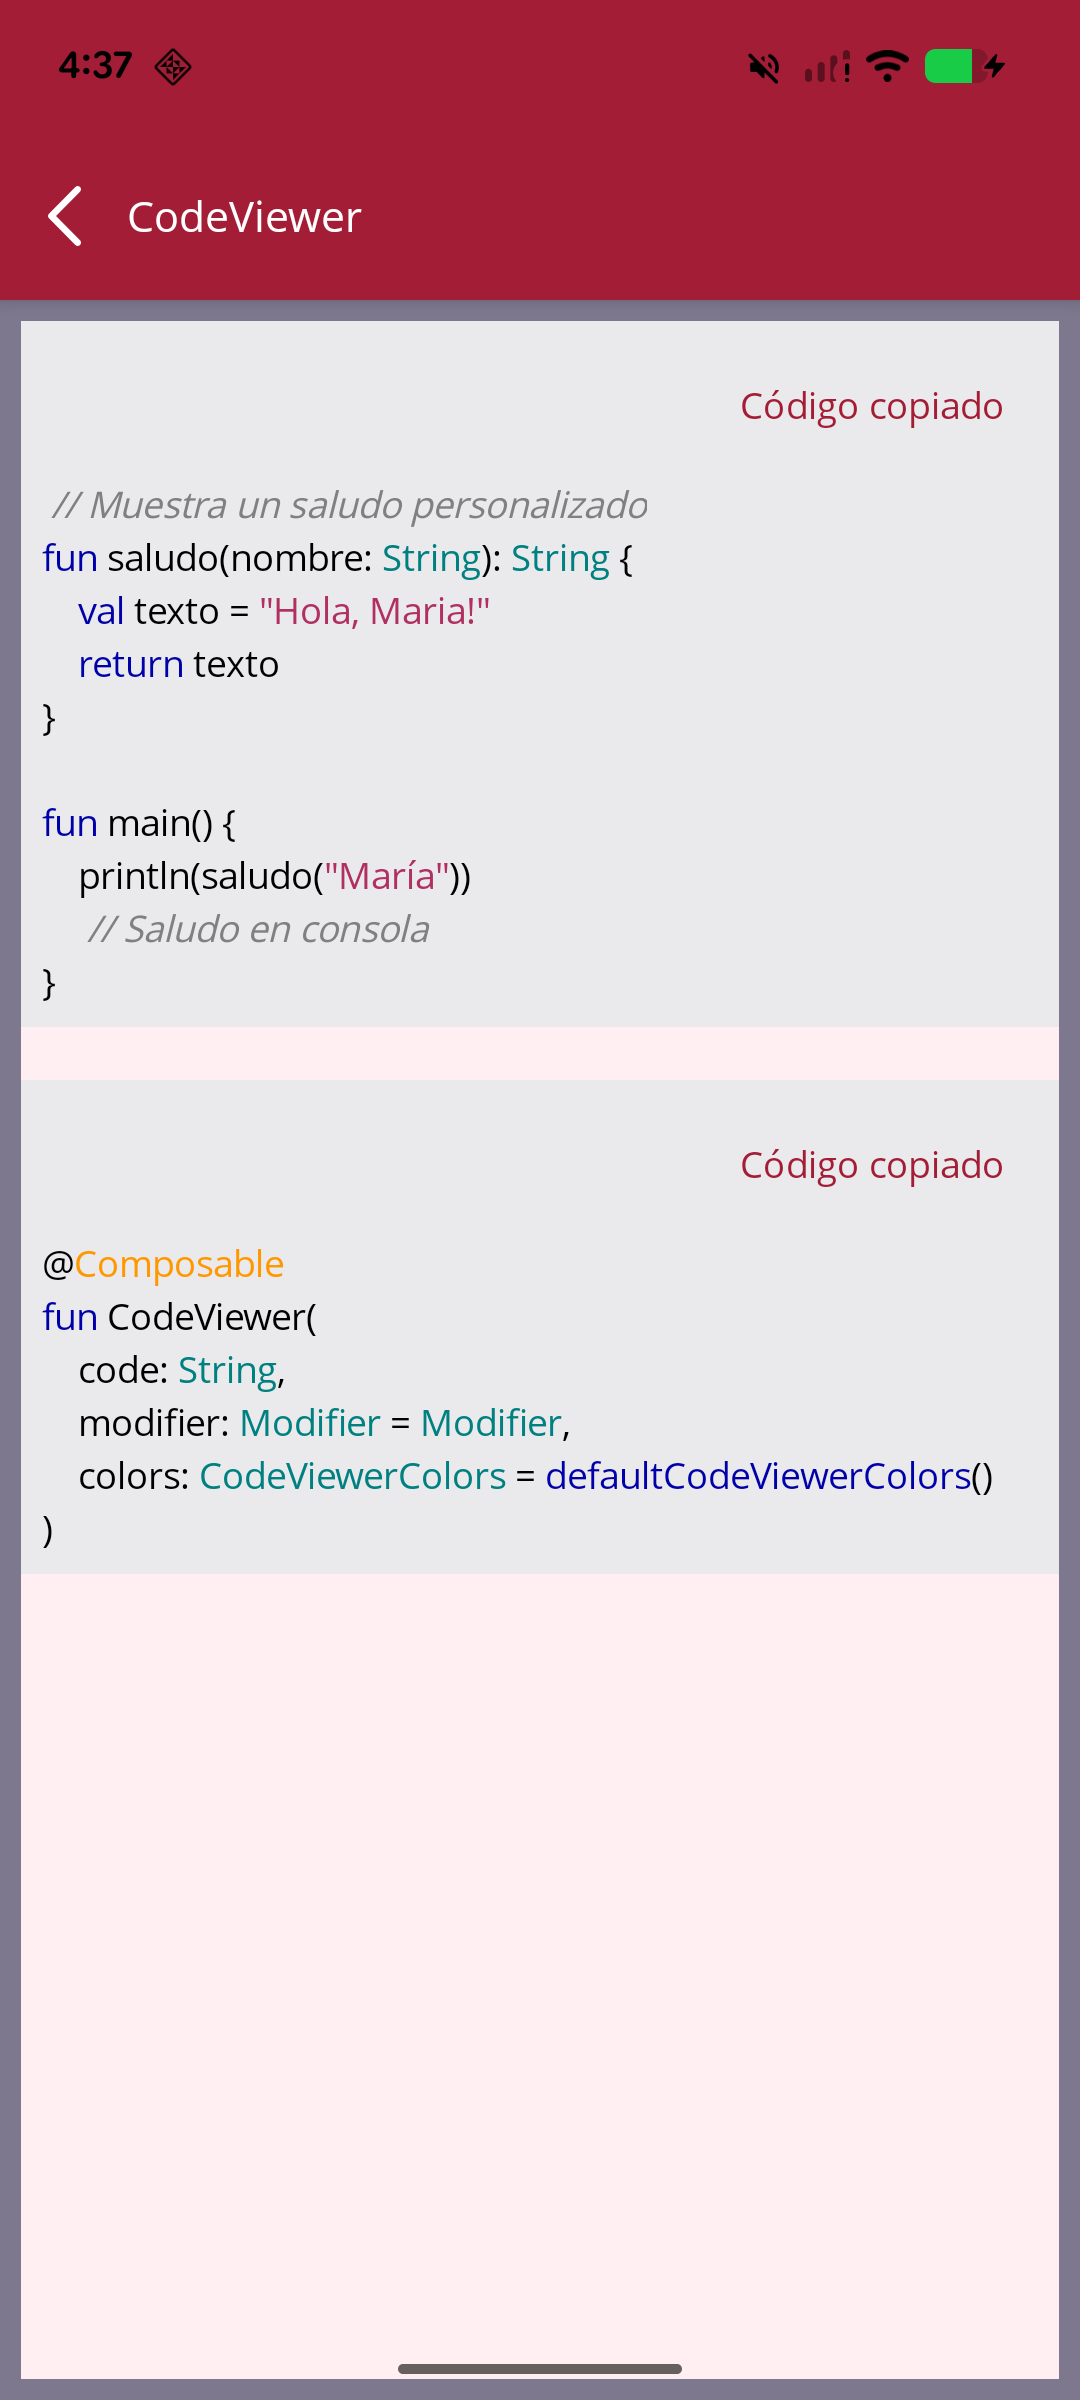 4:37
CodeViewer
Código copiado
// Muestra un saludo personalizado
fun saludo(nombre: String): String {
    val texto = "Hola, Maria!"
    return texto
}
fun main() {
    println(saludo("María"))
    // Saludo en consola
}
Código copiado
@Composable
fun CodeViewer(
    code: String,
    modifier: Modifier = Modifier,
    colors: CodeViewerColors = defaultCodeViewerColors()
)